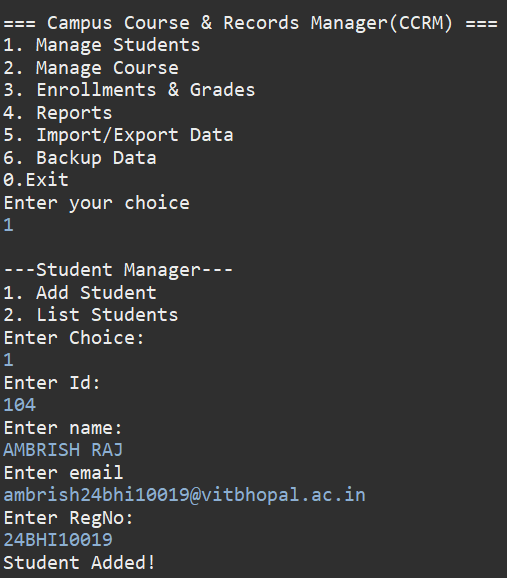 === Campus Course & Records Manager(CCRM) ===
1. Manage Students
2. Manage Course
3. Enrollments & Grades
4. Reports
5. Import/Export Data
6. Backup Data
0.Exit
Enter your choice
1
---Student Manager---
1. Add Student
2. List Students
Enter Choice:
1
Enter Id:
104
Enter name:
AMBRISH RAJ
Enter email
ambrish24bhi10019@vitbhopal.ac.in
Enter RegNo:
24BHI10019
Student Added!